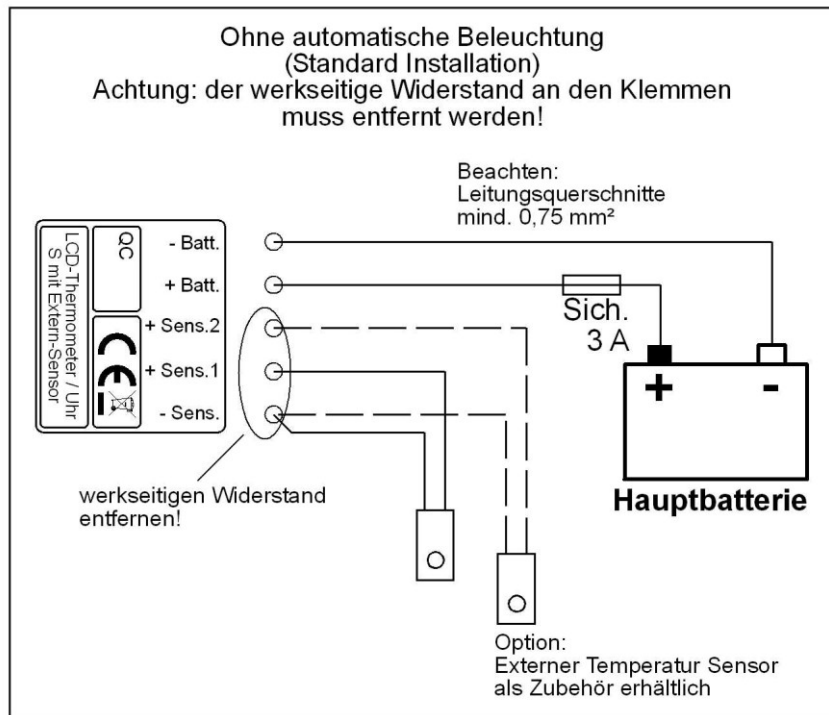 Ohne automatische Beleuchtung
(Standard Installation)
Achtung: der werkseitige Widerstand an den Klemmen
muss entfernt werden!
Beachten:
Leitungsquerschnitte
mind. 0,75 mm²
LCD-Thermometer / Uhr
S mit Extern-Sensor
QC
CE
- Batt.
+ Batt.
+ Sens.2
+ Sens.1
- Sens.
Sich.
3 A
+ -
Hauptbatterie
werkseitigen Widerstand
entfernen!
Option:
Externer Temperatur Sensor
als Zubehör erhältlich